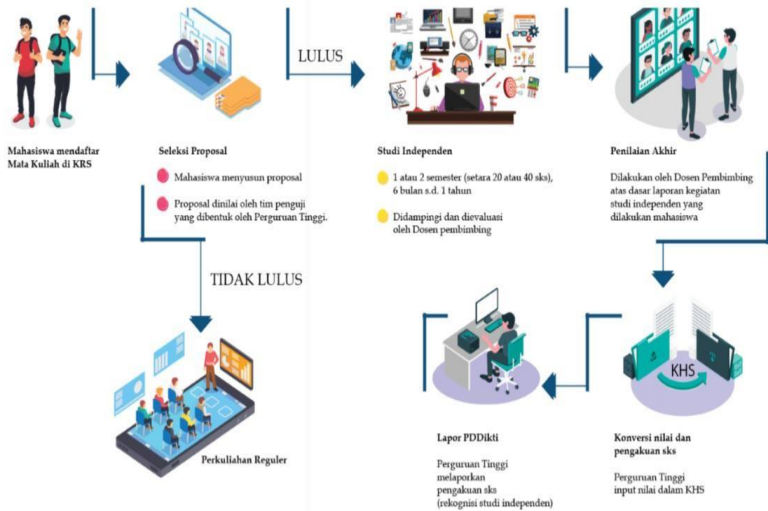 LULUS
Mahasiswa mendaftar
Mata Kuliah di KRS
Seleksi Proposal
Mahasiswa menyusun proposal
Proposal dinilai oleh tim penguji
yang dibentuk oleh Perguruan Tinggi.
Studi Independen
1 atau 2 semester (setara 20 atau 40 sks),
6 bulan s.d. 1 tahun
Didampingi dan dievaluasi
oleh Dosen pembimbing
Penilaian Akhir
Dilakukan oleh Dosen Pembimbing
atas dasar laporan kegiatan
studi independen yang
dilakukan mahasiswa
TIDAK LULUS
Perkuliahan Reguler
KHS
Konversi nilai dan
pengakuan sks
Perguruan Tinggi
input nilai dalam KHS
Lapor PDDikti
Perguruan Tinggi
melaporkan
pengakuan sks
(rekognisi studi independen)